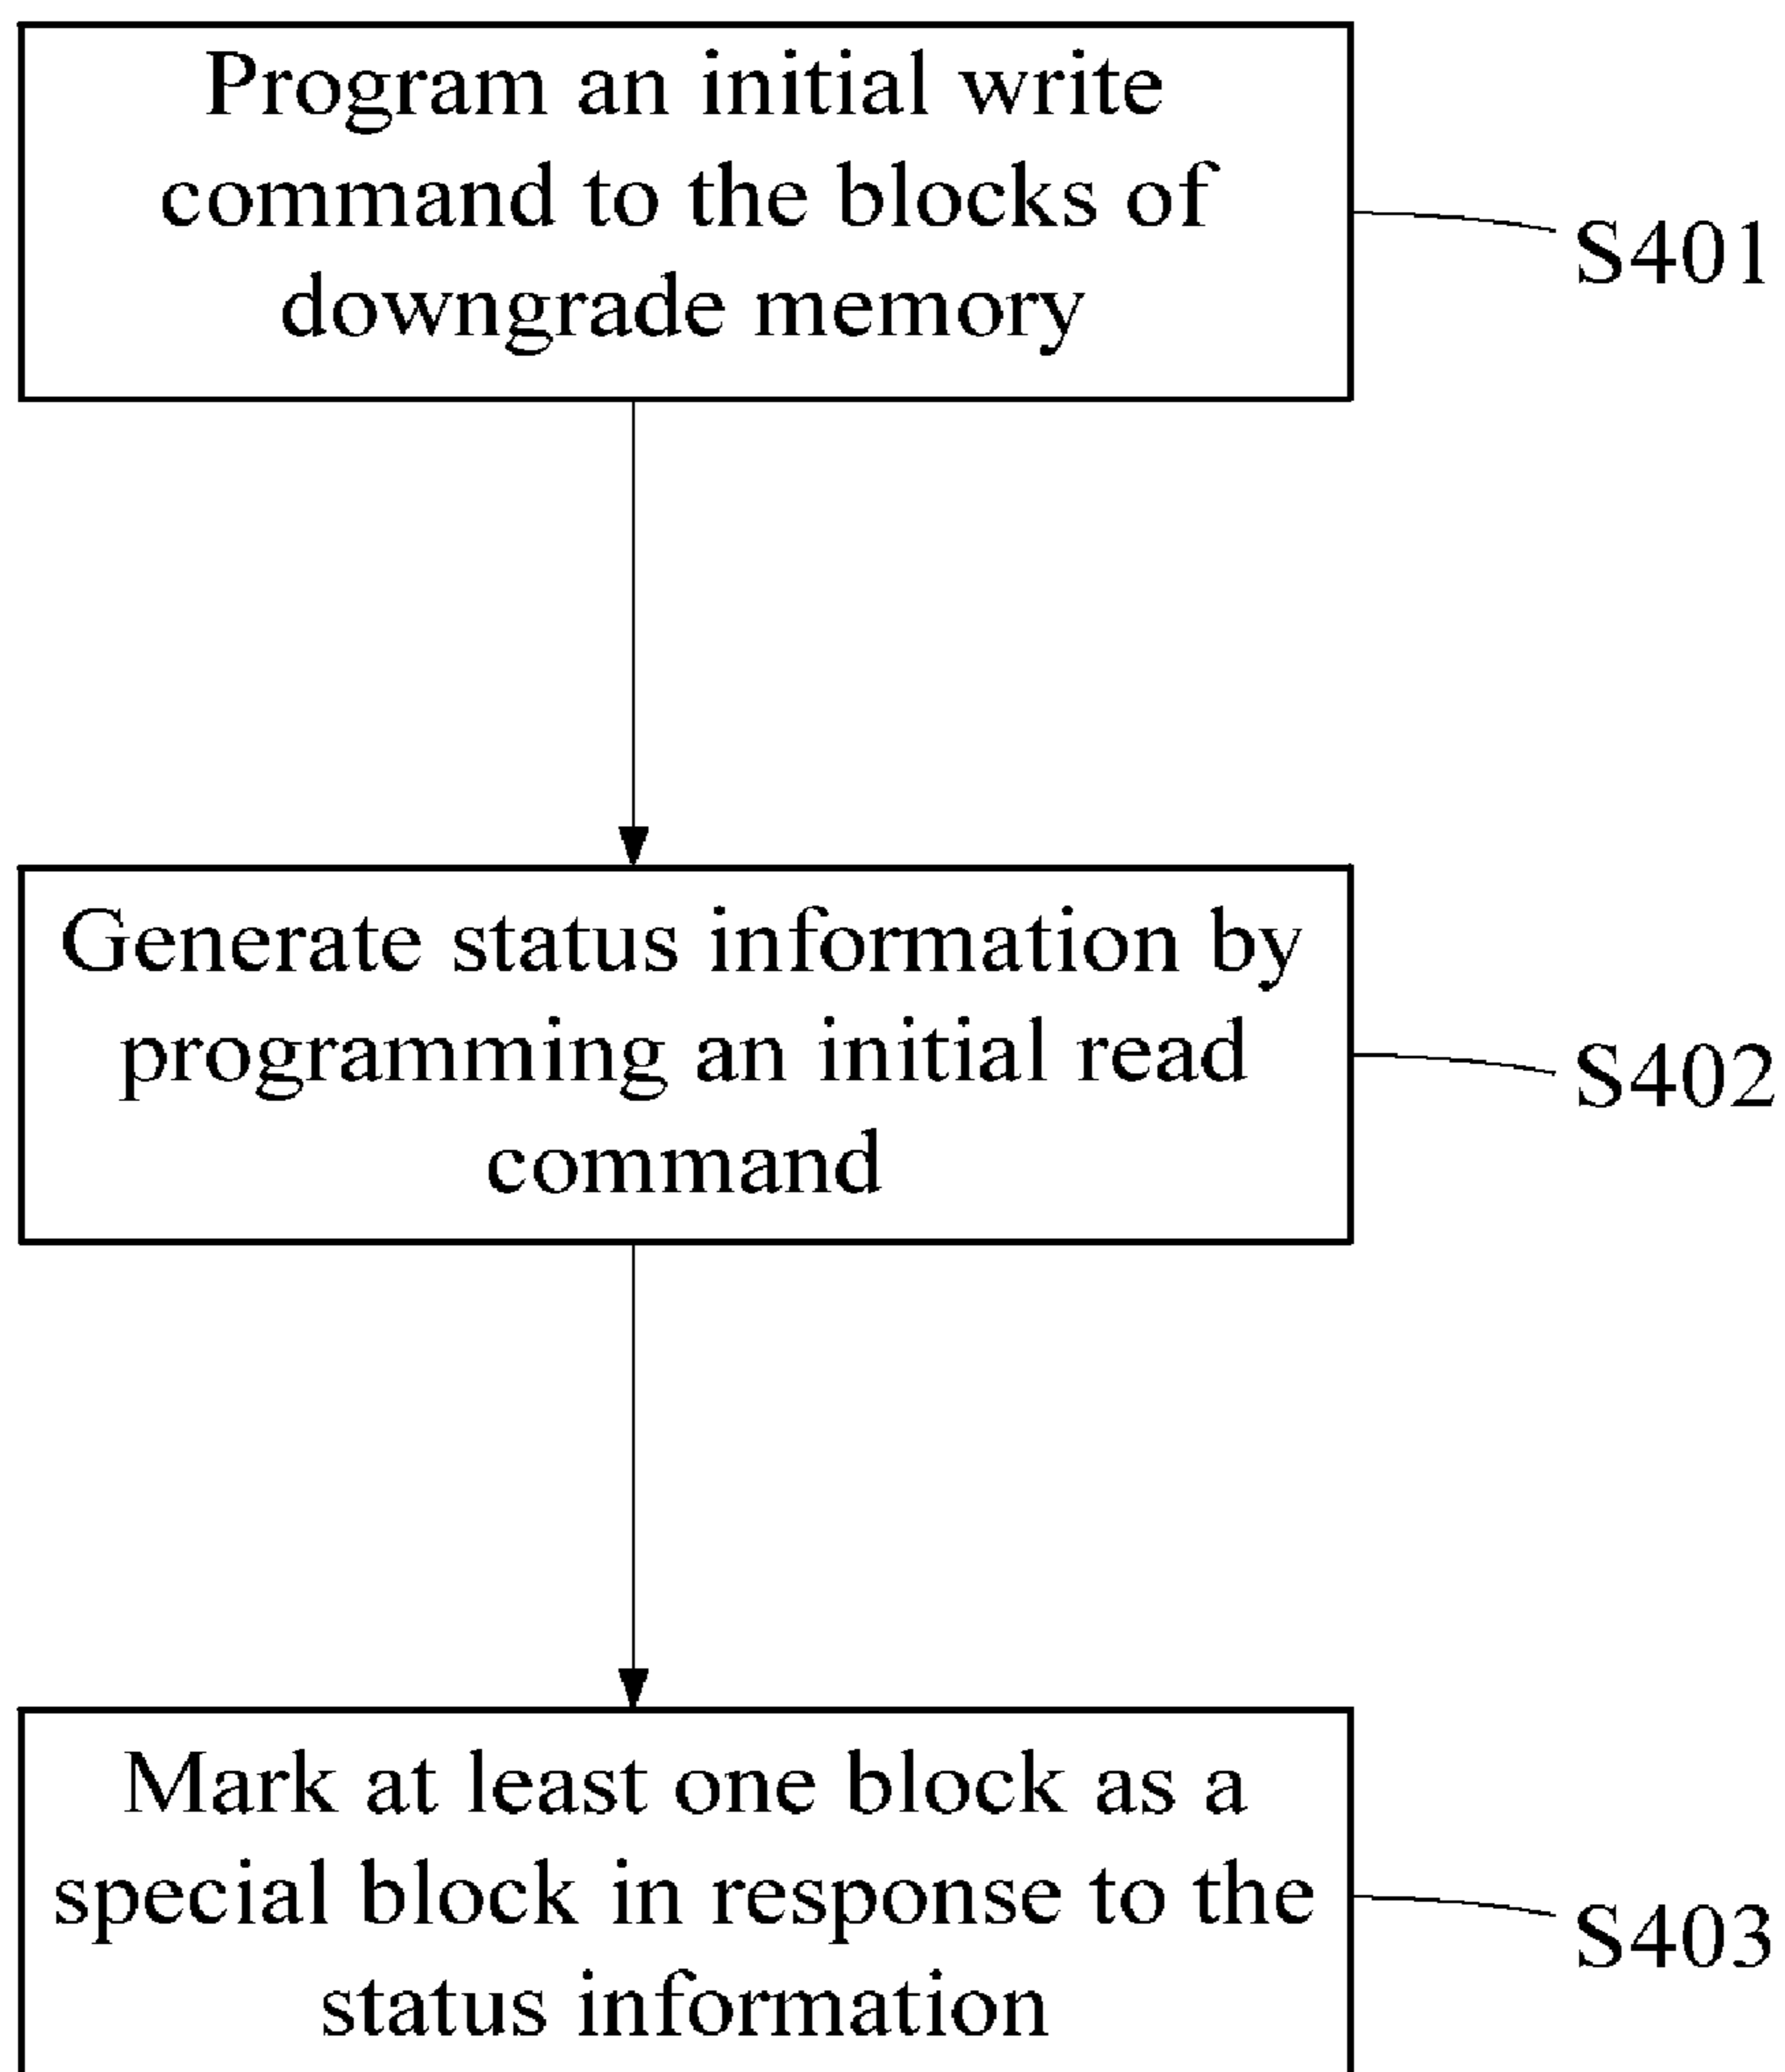 Program an initial write
command to the blocks of
downgrade memory
S401
Generate status information by
programming an initial read
command
S402
Mark at least one block as a
special block in response to the
status information
S403